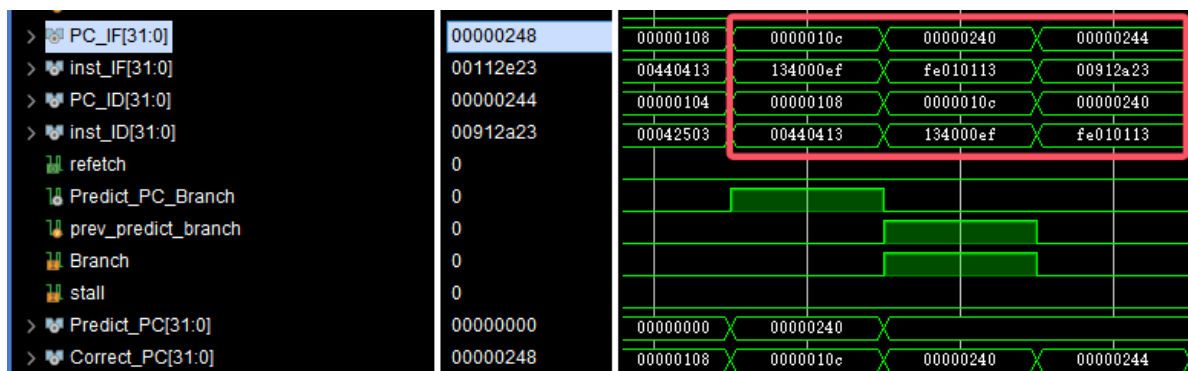 PC_IF[31:0] 00000248 00000108 0000010c 00000240 00000244
inst_IF[31:0] 00112e23 00440413 134000ef fe010113 00912a23
PC_ID[31:0] 00000244 00000104 00000108 0000010c 00000240
inst_ID[31:0] 00912a23 00042503 00440413 134000ef fe010113
refetch 0
Predict_PC_Branch 0
prev_predict_branch 0
Branch 0
stall 0
Predict_PC[31:0] 00000000 00000000 00000240
Correct_PC[31:0] 00000248 00000108 0000010c 00000240 00000244